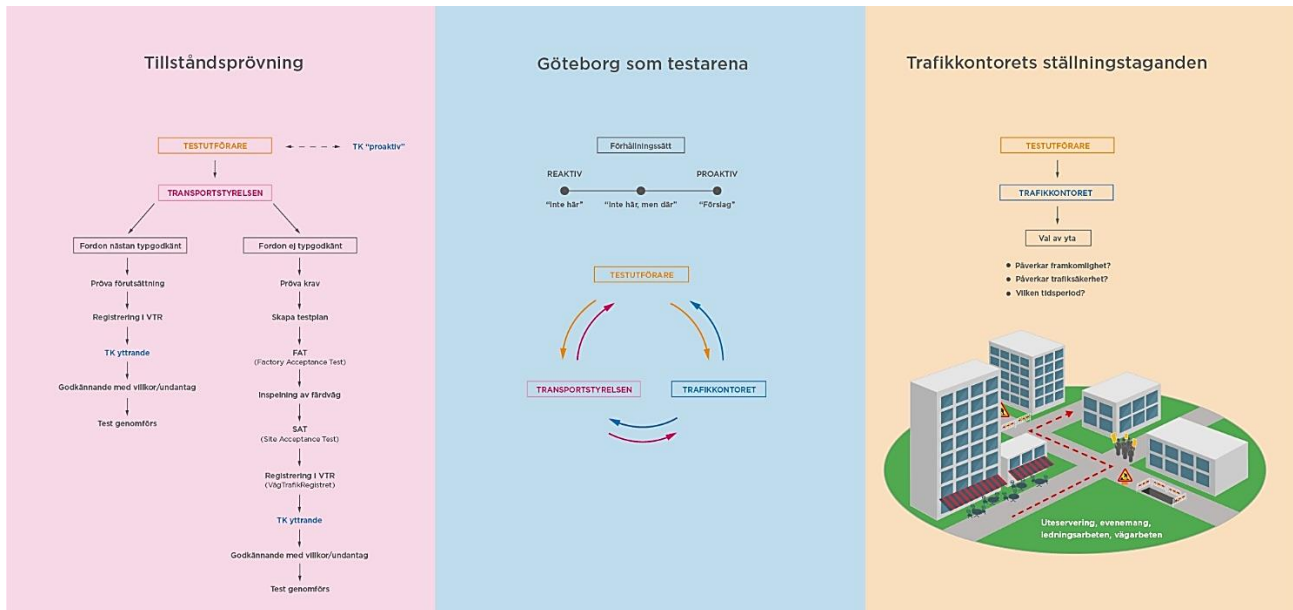 Tillståndsprövning
TESTUTFÖRARE
TK "proaktiv"
TRANSPORTSTYRELSEN
Fordon nästan typgodkänt
Pröva förutsättning
Registrering i VTR
TK yttrande
Godkännande med villkor/undantag
Test genomförs
Fordon ej typgodkänt
Pröva krav
Skapa testplan
FAT
(Factory Acceptance Test)
Inspelning av färdväg
SAT
(Site Acceptance Test)
Registrering i VTR
(VägTrafikRegistret)
TK yttrande
Godkännande med villkor/undantag
Test genomförs
Göteborg som testarena
Förhållningssätt
REAKTIV
PROAKTIV
"Inte här"
"Inte här, men där"
"Förslag"
TESTUTFÖRARE
TRANSPORTSTYRELSEN
TRAFIKKONTORET
Trafikkontorets ställningstaganden
TESTUTFÖRARE
TRAFIKKONTORET
Val av yta
Påverkar framkomlighet?
Påverkar trafiksäkerhet?
Vilken tidsperiod?
Uteservering, evenemang,
ledningsarbeten, vägarbeten